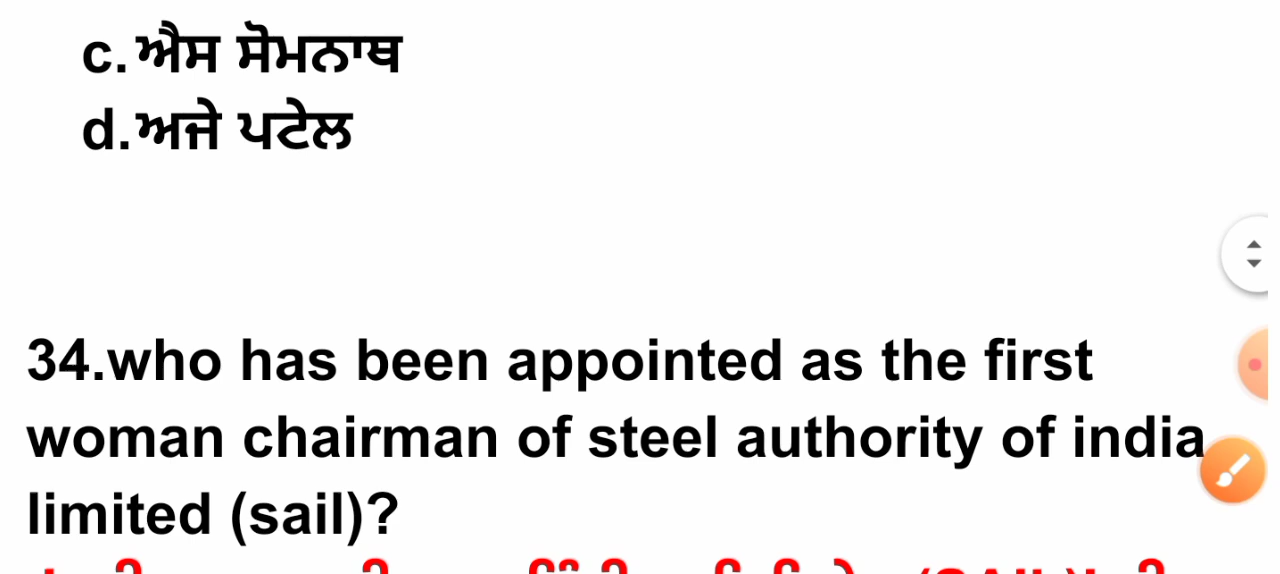 c.ਐਸ ਸੋਮਨਾਥ
d.ਅਜੇ ਪਟੇਲ
34.who has been appointed as the first
woman chairman of steel authority of india
limited (sail)?